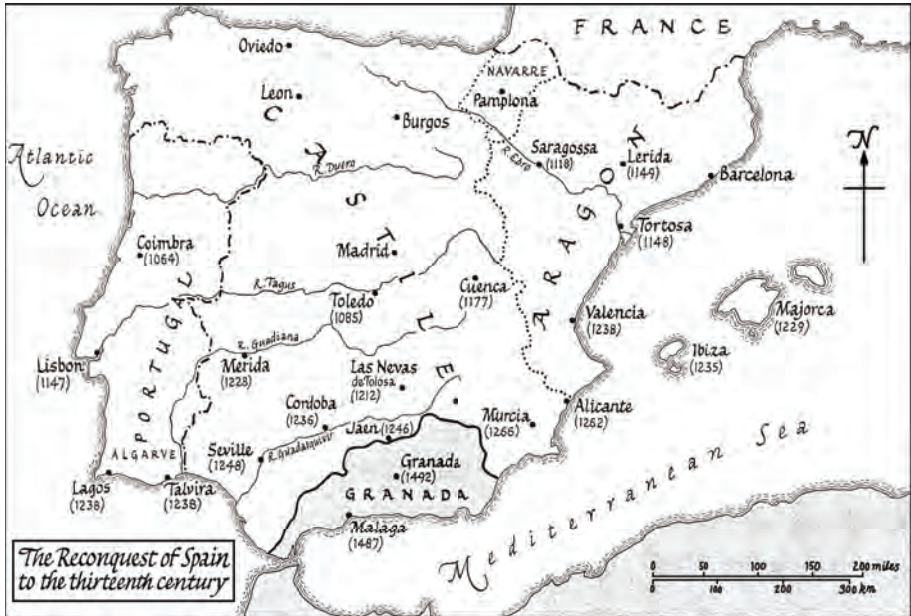 FRANCE
Oviedo
NAVARRE
Pamplona
Leon
Burgos
CASTILE
Saragossa
(1118)
Lerida
(1149)
N
Atlantic
Ocean
R. Duero
R. Ebro
ARAGON
Barcelona
Tortosa
(1148)
Coimbra
(1064)
Madrid
PORTUGAL
R. Tagus
Toledo
1085)
Cuenca
(1177)
Valencia
(1238)
Majorca
(1229)
Ibiza
(1235)
Lisbon
(1147)
R. Guadiana
Merida
(1228)
Las Nevas
de Tolosa
(1212)
Cordoba
(1236)
Jaen (1246)
Murcia
(1266)
Alicante
(1262)
ALGARVE
Seville
(1248)
R. Guadalquivir
Granada
(1492)
GRANADA
Lagos
(1238)
Talvira
(1238)
Malaga
(1487)
Mediterranean Sea
The Reconquest of Spain
to the thirteenth century
0 50 100 150 200 miles
0 100 200 300 km